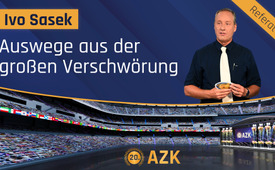 Ivo Sasek
Referat
Auswege aus der
großen Verschwörung
20. AZK
AZK